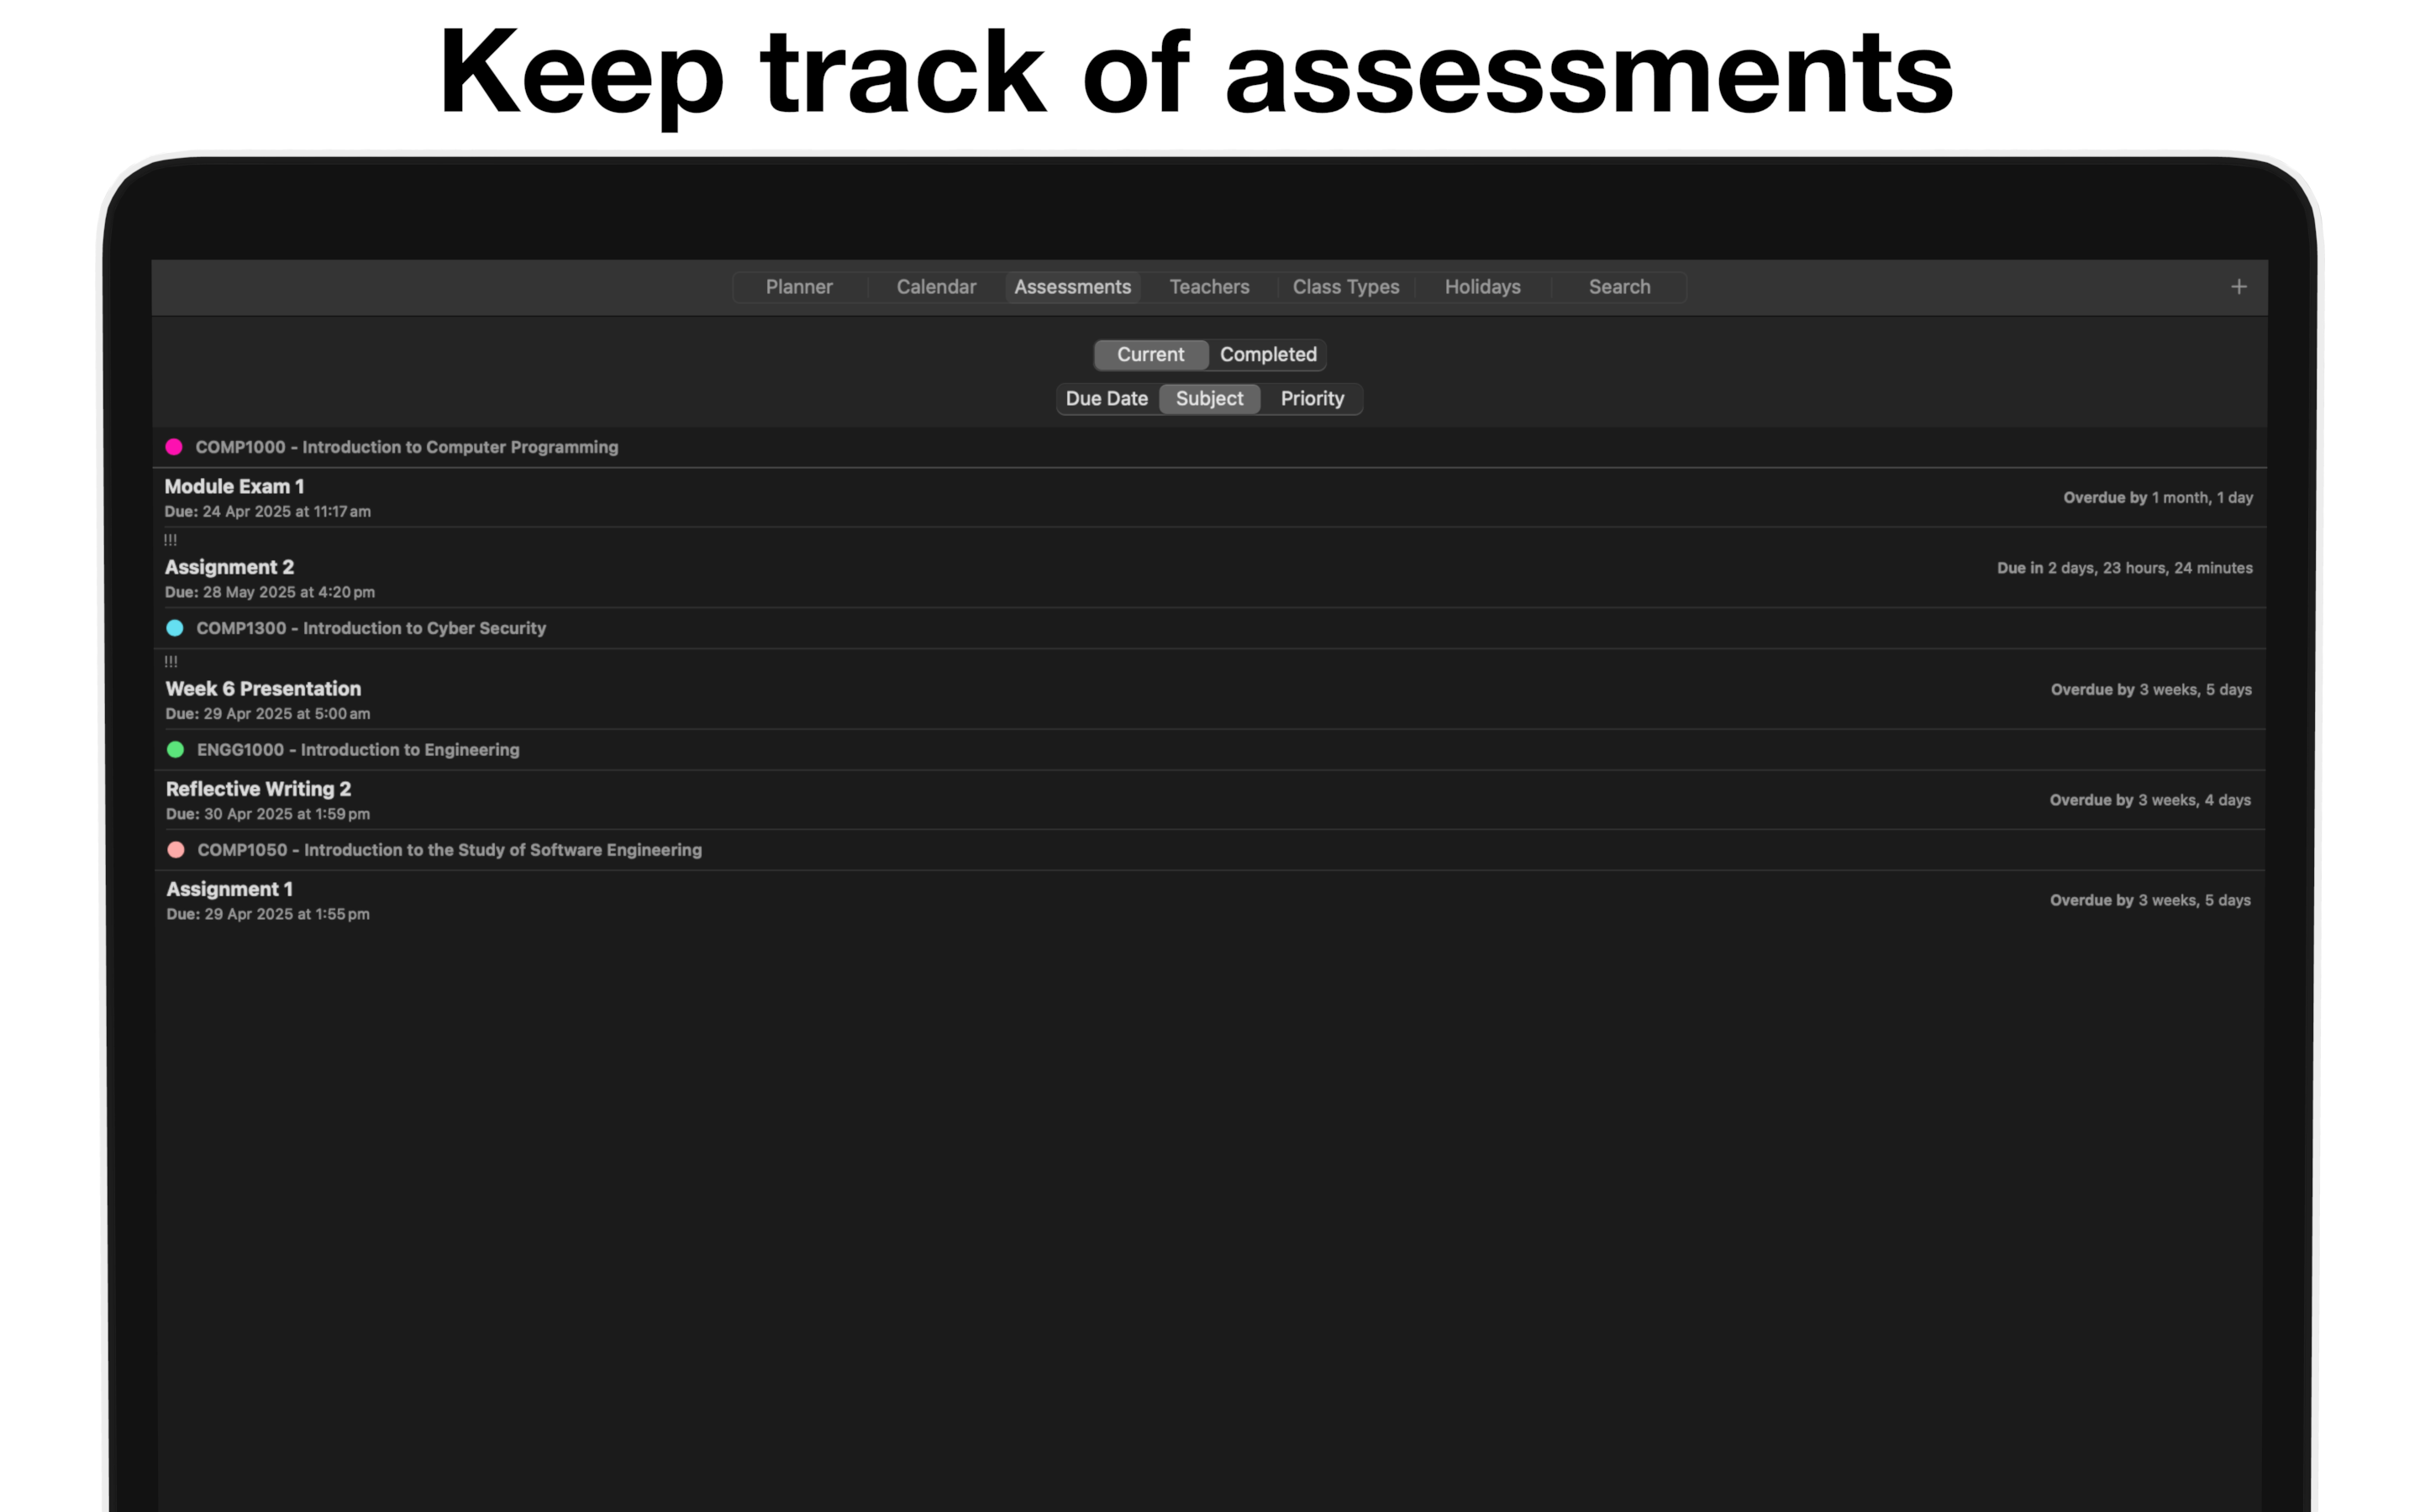 Keep track of assessments
Planner Calendar Assessments Teachers Class Types Holidays Search +
Current Completed
Due Date Subject Priority
COMP1000 - Introduction to Computer Programming
Module Exam 1
Due: 24 Apr 2025 at 11:17 am
Overdue by 1 month, 1 day
!!!
Assignment 2
Due: 28 May 2025 at 4:20 pm
Due in 2 days, 23 hours, 24 minutes
COMP1300 - Introduction to Cyber Security
!!!
Week 6 Presentation
Due: 29 Apr 2025 at 5:00 am
Overdue by 3 weeks, 5 days
ENGG1000 - Introduction to Engineering
Reflective Writing 2
Due: 30 Apr 2025 at 1:59 pm
Overdue by 3 weeks, 4 days
COMP1050 - Introduction to the Study of Software Engineering
Assignment 1
Due: 29 Apr 2025 at 1:55 pm
Overdue by 3 weeks, 5 days